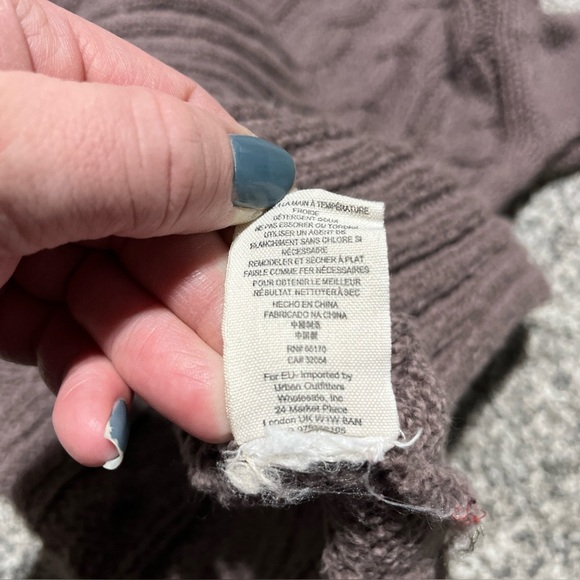 MAIN À TEMPÉRATURE
FROIDE
DÉTERGENT DOUX
NE PAS ESSORER OU TORDRE
UTILISER UN AGENT DE
BLANCHIMENT SANS CHLORE SI
NÉCESSAIRE
REMODELER ET SÉCHER À PLAT
FAIBLE COMME FER NÉCESSAIRES
POUR OBTENIR LE MEILLEUR
RÉSULTAT, NETTOYER À SEC
HECHO EN CHINA
FABRICADO NA CHINA
中國製造
中国製
RN# 66170
CA# 32054
For EU- Imported by
Urban Outfitters
Wholesale, Inc
24 Market Place
London UK W1W 8AN